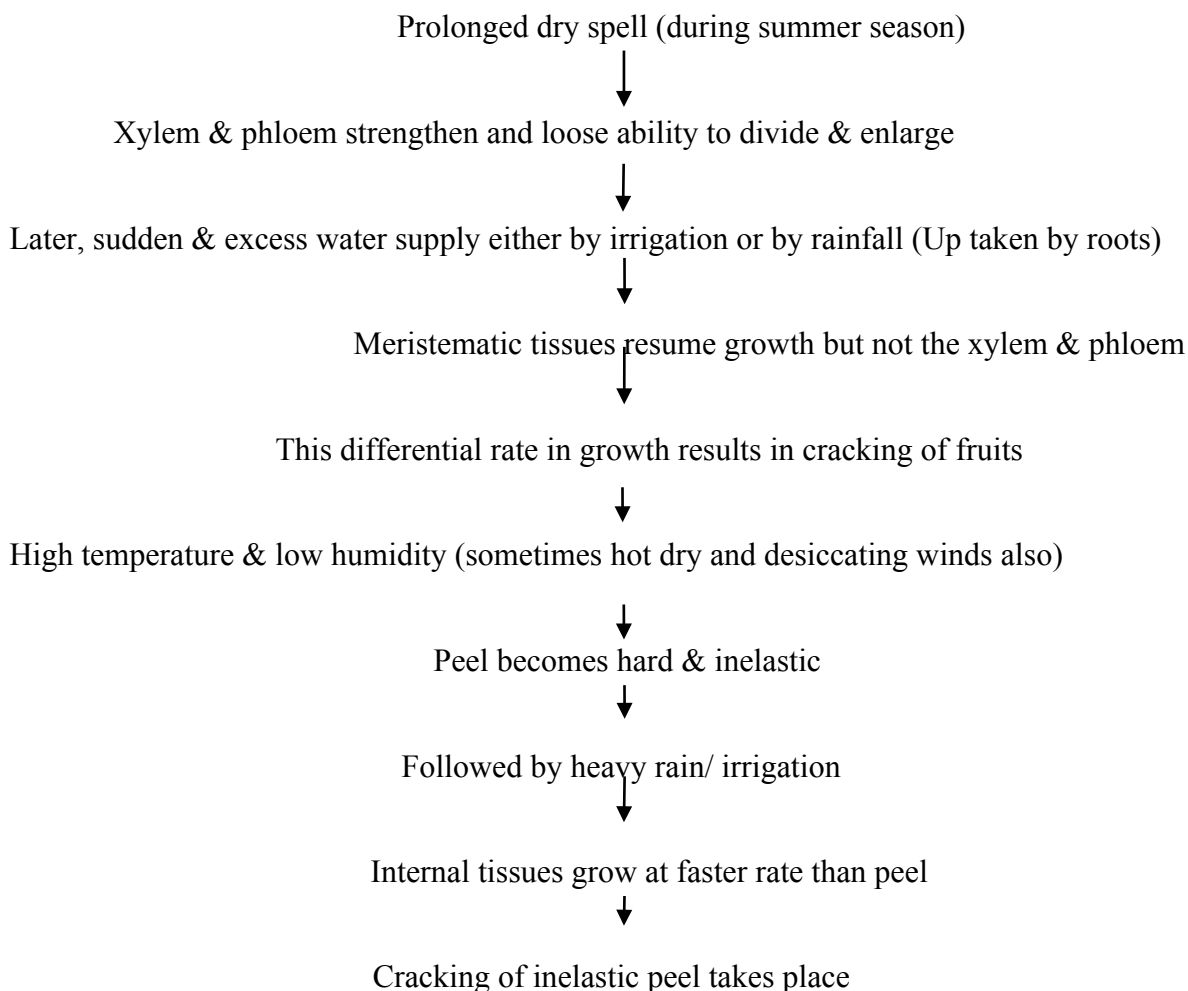 Prolonged dry spell (during summer season)
Xylem & phloem strengthen and loose ability to divide & enlarge
Later, sudden & excess water supply either by irrigation or by rainfall (Up taken by roots)
Meristematic tissues resume growth but not the xylem & phloem
This differential rate in growth results in cracking of fruits
High temperature & low humidity (sometimes hot dry and desiccating winds also)
Peel becomes hard & inelastic
Followed by heavy rain/ irrigation
Internal tissues grow at faster rate than peel
Cracking of inelastic peel takes place